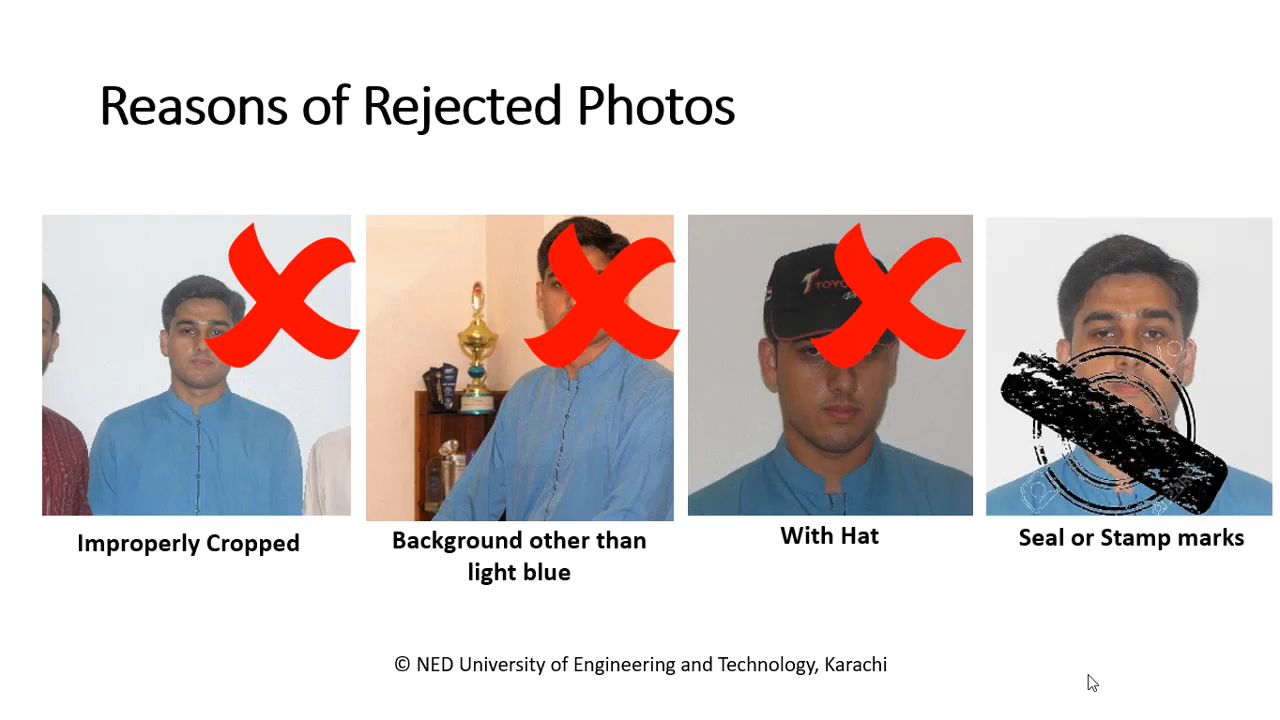 Reasons of Rejected Photos
TOYO
Improperly Cropped
Background other than
light blue
With Hat
Seal or Stamp marks
© NED University of Engineering and Technology, Karachi